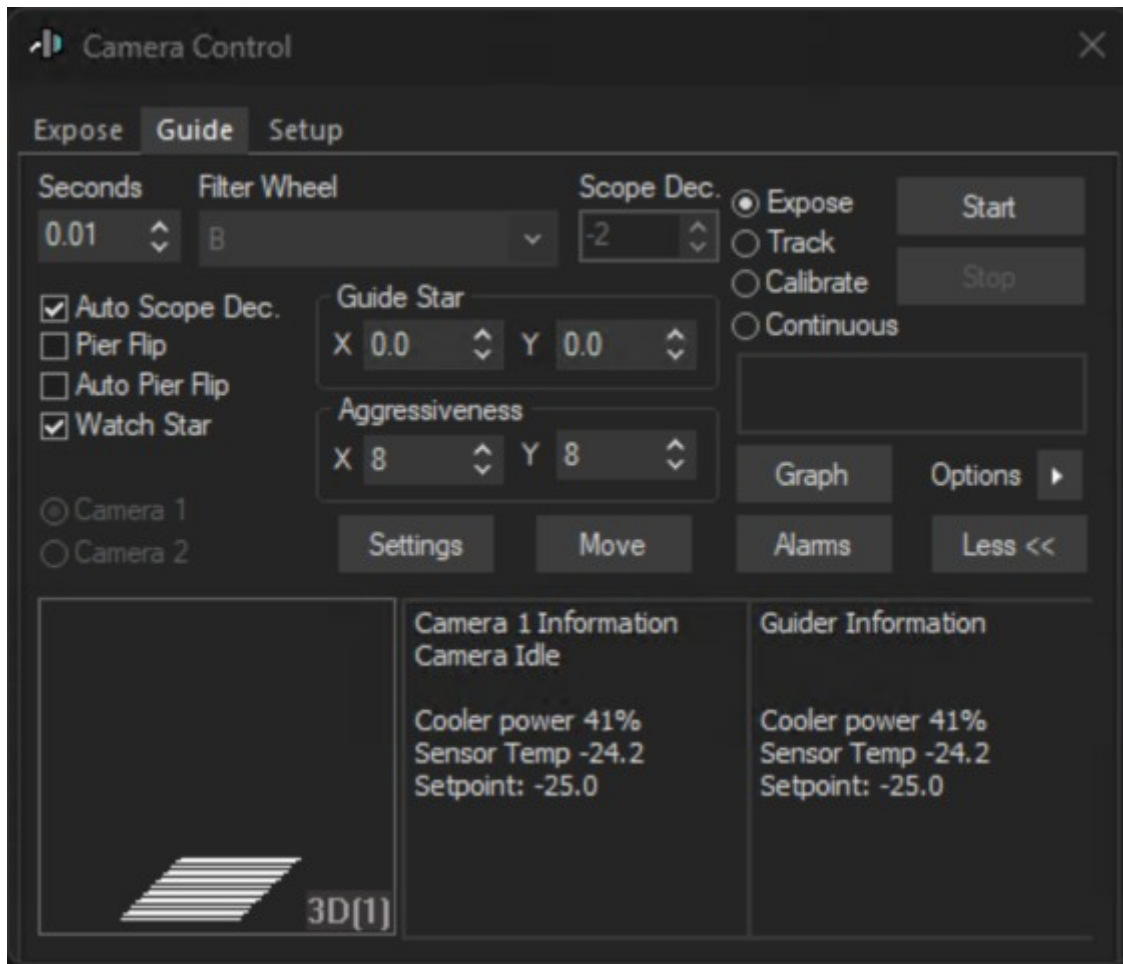 Camera Control
Expose Guide Setup
Seconds Filter Wheel Scope Dec.
0.01 B -2
Expose Start
Track
Calibrate Stop
Continuous
Auto Scope Dec.
Pier Flip
Auto Pier Flip
Watch Star
Guide Star
X 0.0 Y 0.0
Aggressiveness
X 8 Y 8
Graph Options
Camera 1
Camera 2
Settings Move Alarms Less <<
3D(1)
Camera 1 Information
Camera Idle
Cooler power 41%
Sensor Temp -24.2
Setpoint: -25.0
Guider Information
Cooler power 41%
Sensor Temp -24.2
Setpoint: -25.0